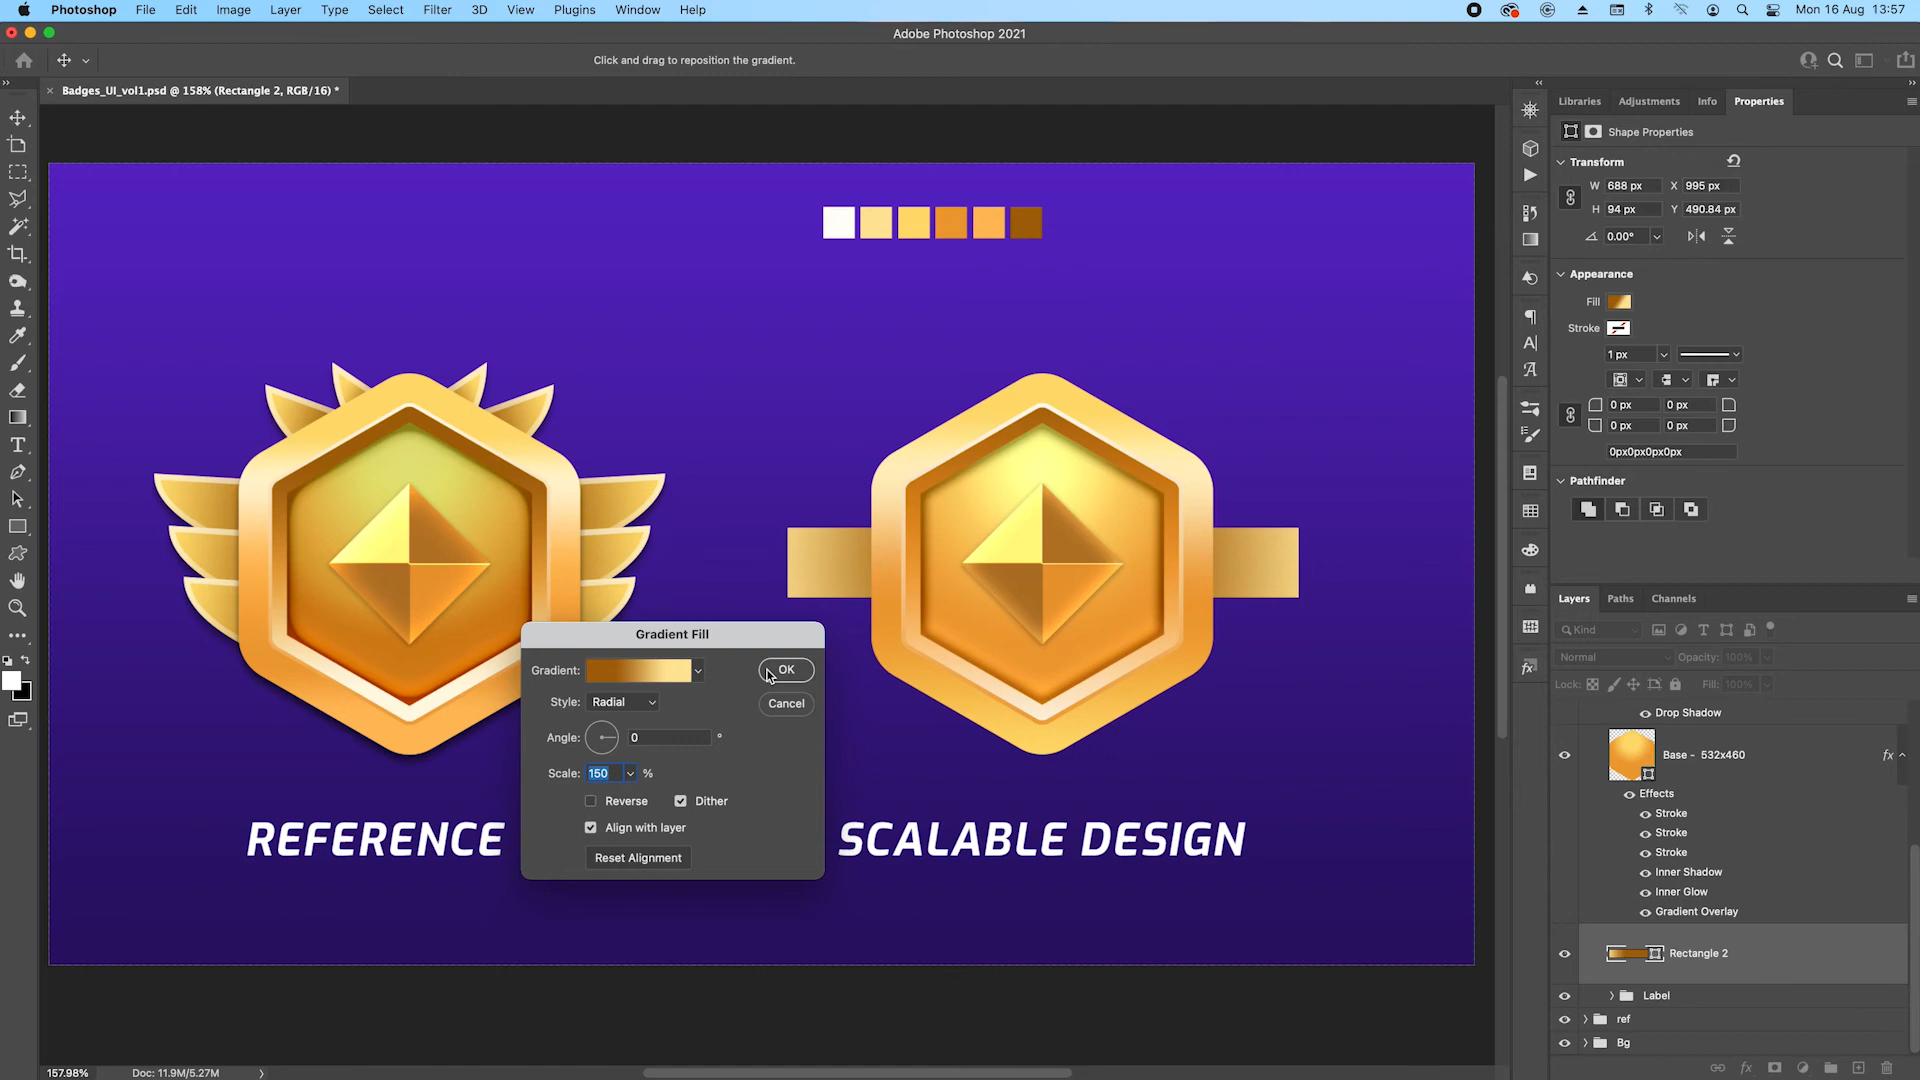 Photoshop File Edit Image Layer Type Select Filter 3D View Plugins Window Help Mon 16 Aug 13:57
Adobe Photoshop 2021
Click and drag to reposition the gradient.
Badges_UI_vol1.psd @ 158% (Rectangle 2, RGB/16) *
Libraries Adjustments Info Properties
Shape Properties
Transform
W 688 px X 995 px
H 94 px Y 490.84 px
0.00°
Appearance
Fill
Stroke
1 px
0 px 0 px
0 px 0 px
0px0px0px0px
Pathfinder
Layers Paths Channels
Kind
Normal Opacity: 100%
Lock: Fill: 100%
Drop Shadow
Base - 532x460 fx
Effects
Stroke
Stroke
Stroke
Inner Shadow
Inner Glow
Gradient Overlay
Rectangle 2
Label
ref
Bg
Gradient Fill
Gradient: OK
Style: Radial Cancel
Angle: 0 °
Scale: 150 %
Reverse Dither
Align with layer
Reset Alignment
REFERENCE SCALABLE DESIGN
157.98% Doc: 11.9M/5.27M